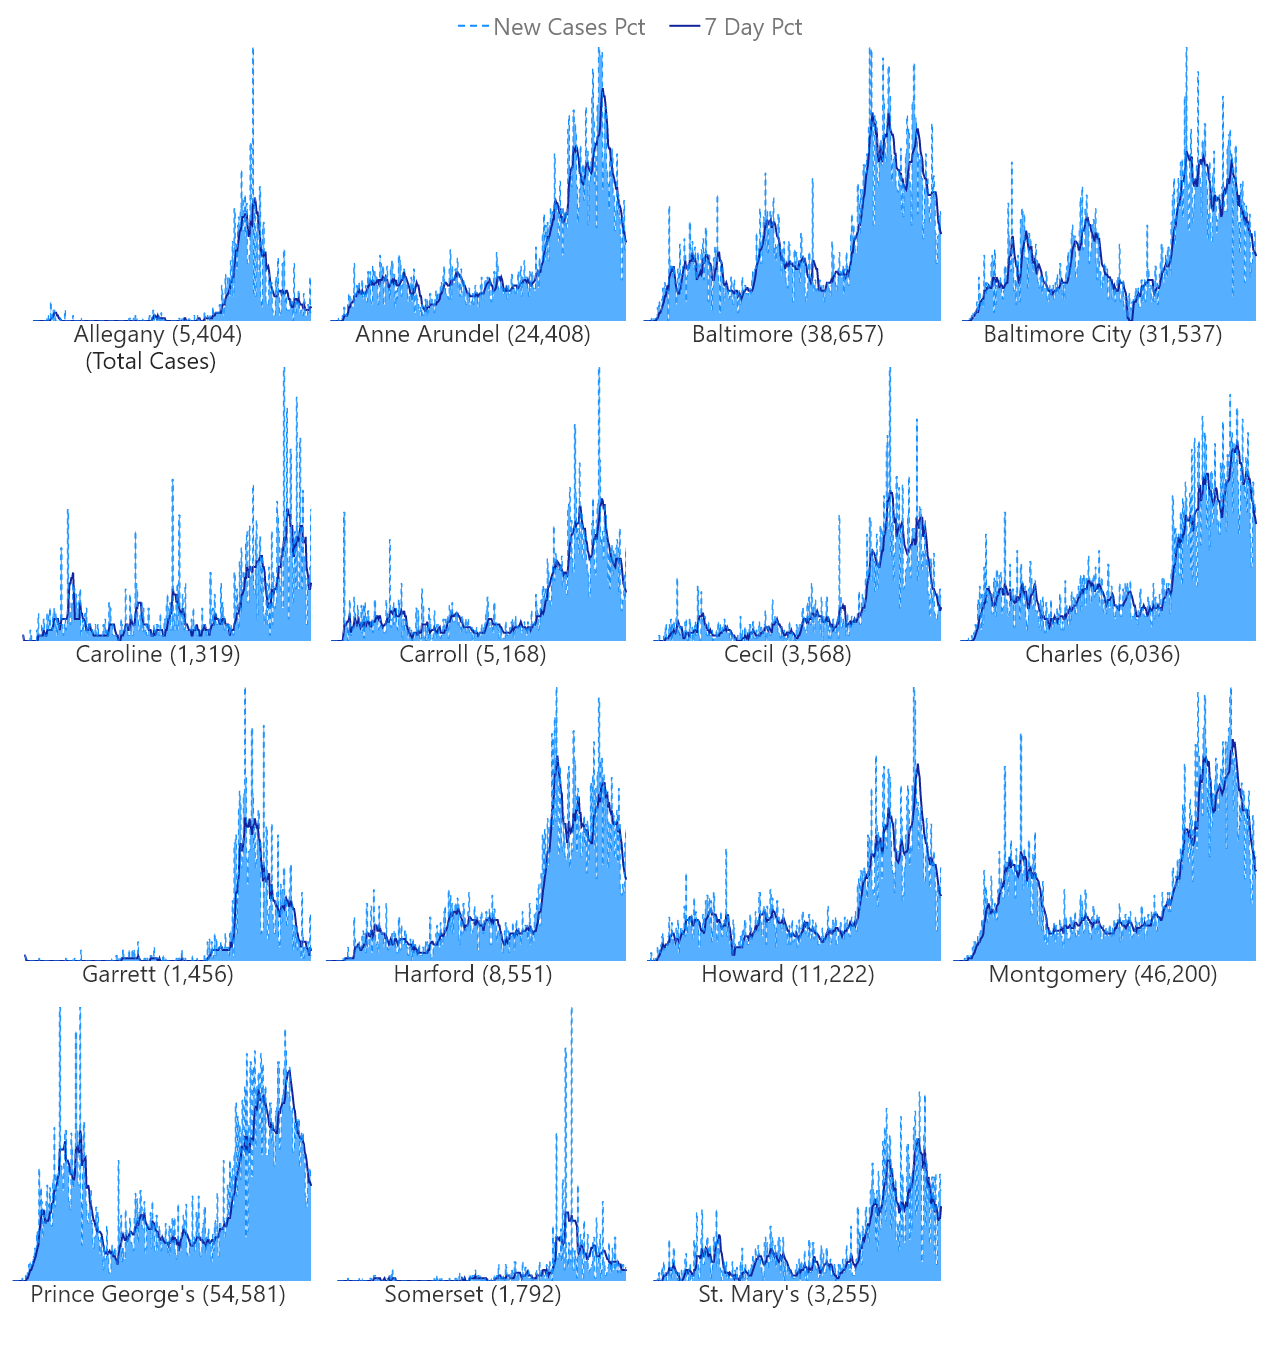 New Cases Pct 7 Day Pct
Allegany (5,404) Anne Arundel (24,408) Baltimore (38,657) Baltimore City (31,537)
(Total Cases)
Caroline (1,319) Carroll (5,168) Cecil (3,568) Charles (6,036)
Garrett (1,456) Harford (8,551) Howard (11,222) Montgomery (46,200)
Prince George's (54,581) Somerset (1,792) St. Mary's (3,255)